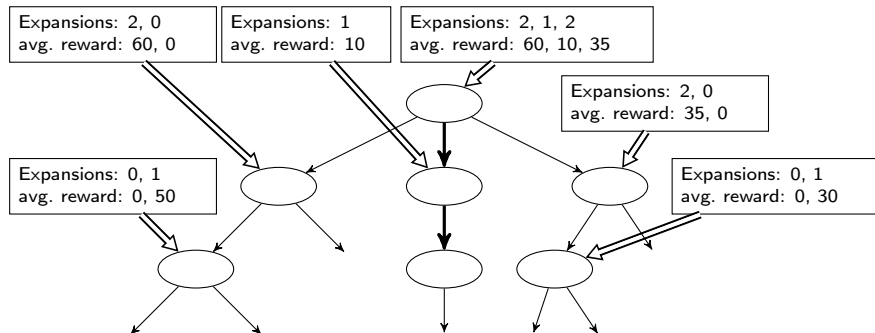 Expansions: 2, 0
avg. reward: 60, 0
Expansions: 1
avg. reward: 10
Expansions: 2, 1, 2
avg. reward: 60, 10, 35
Expansions: 2, 0
avg. reward: 35, 0
Expansions: 0, 1
avg. reward: 0, 50
Expansions: 0, 1
avg. reward: 0, 30